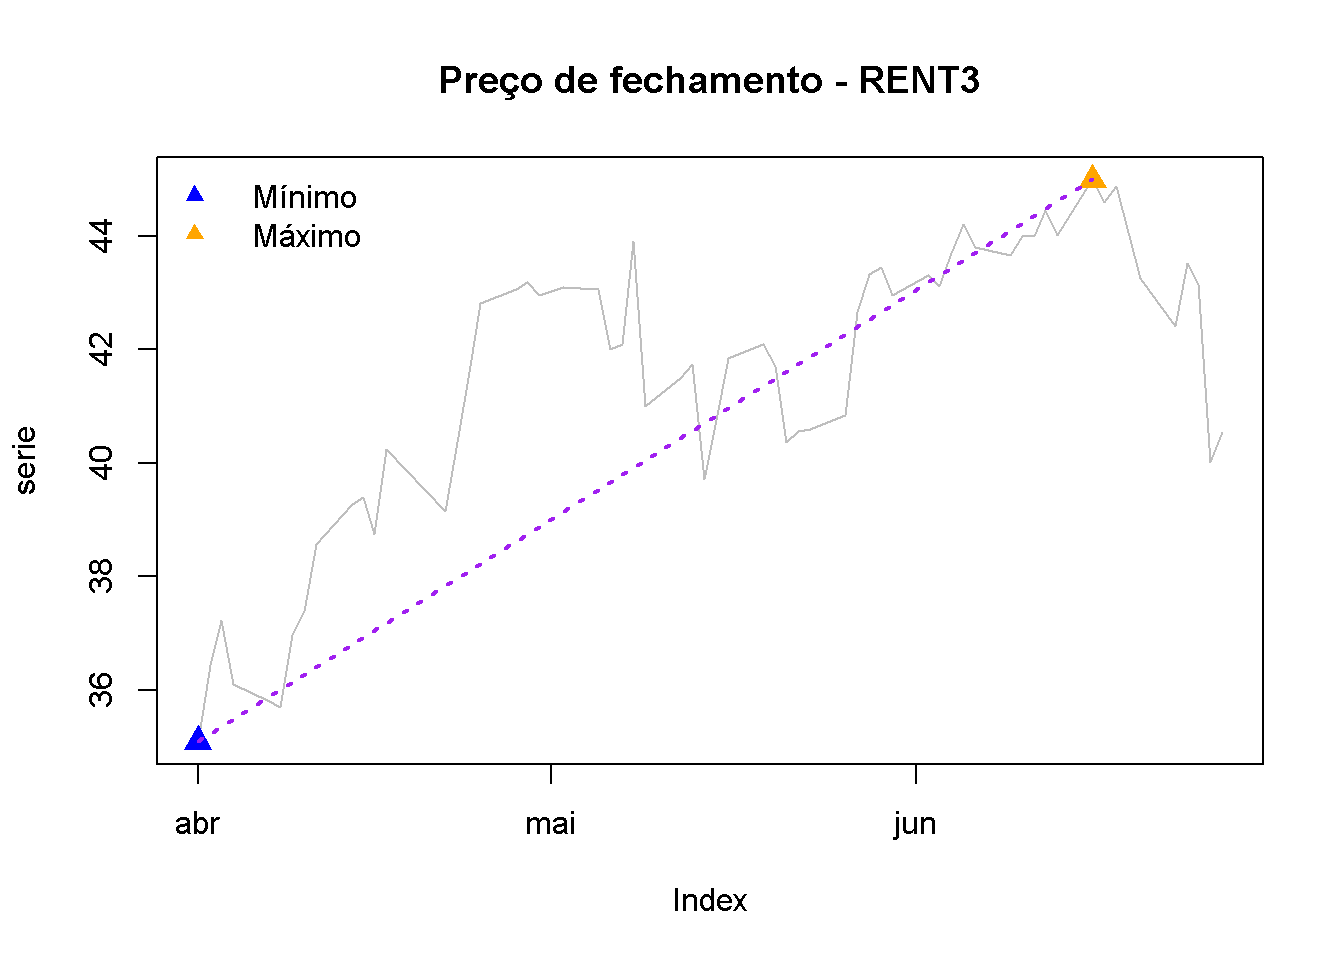 Preço de fechamento - RENT3
Mínimo
Máximo
44
42
40
38
36
serie
abr mai jun
Index